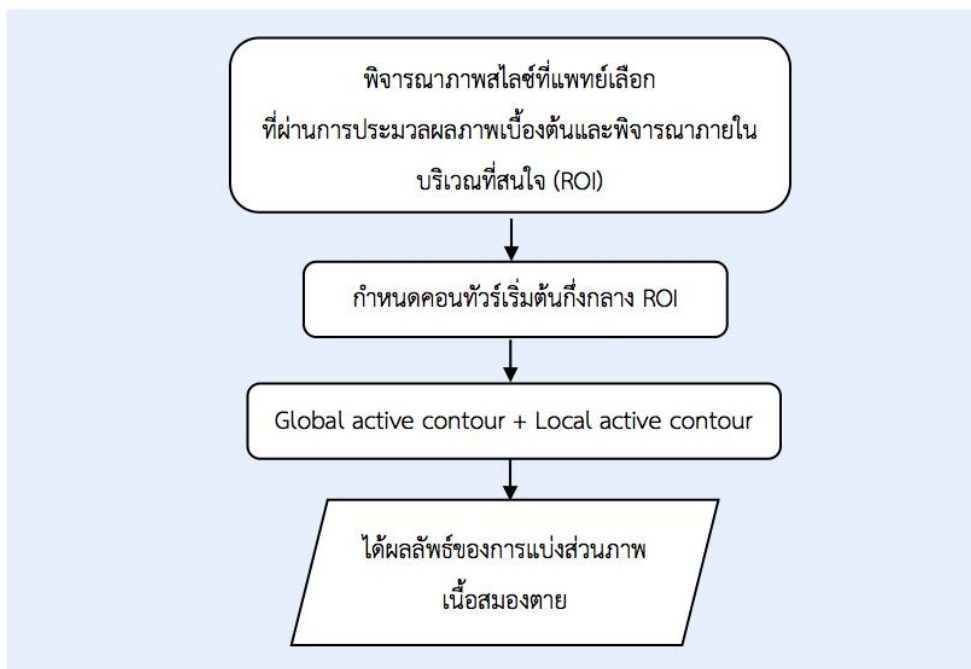 พิจารณาภาพสไลซ์ที่แพทย์เลือก
ที่ผ่านการประมวลผลภาพเบื้องต้นและพิจารณาภายใน
บริเวณที่สนใจ (ROI)
กำหนดคอนทัวร์เริ่มต้นกึ่งกลาง ROI
Global active contour + Local active contour
ได้ผลลัพธ์ของการแบ่งส่วนภาพ
เนื้อสมองตาย